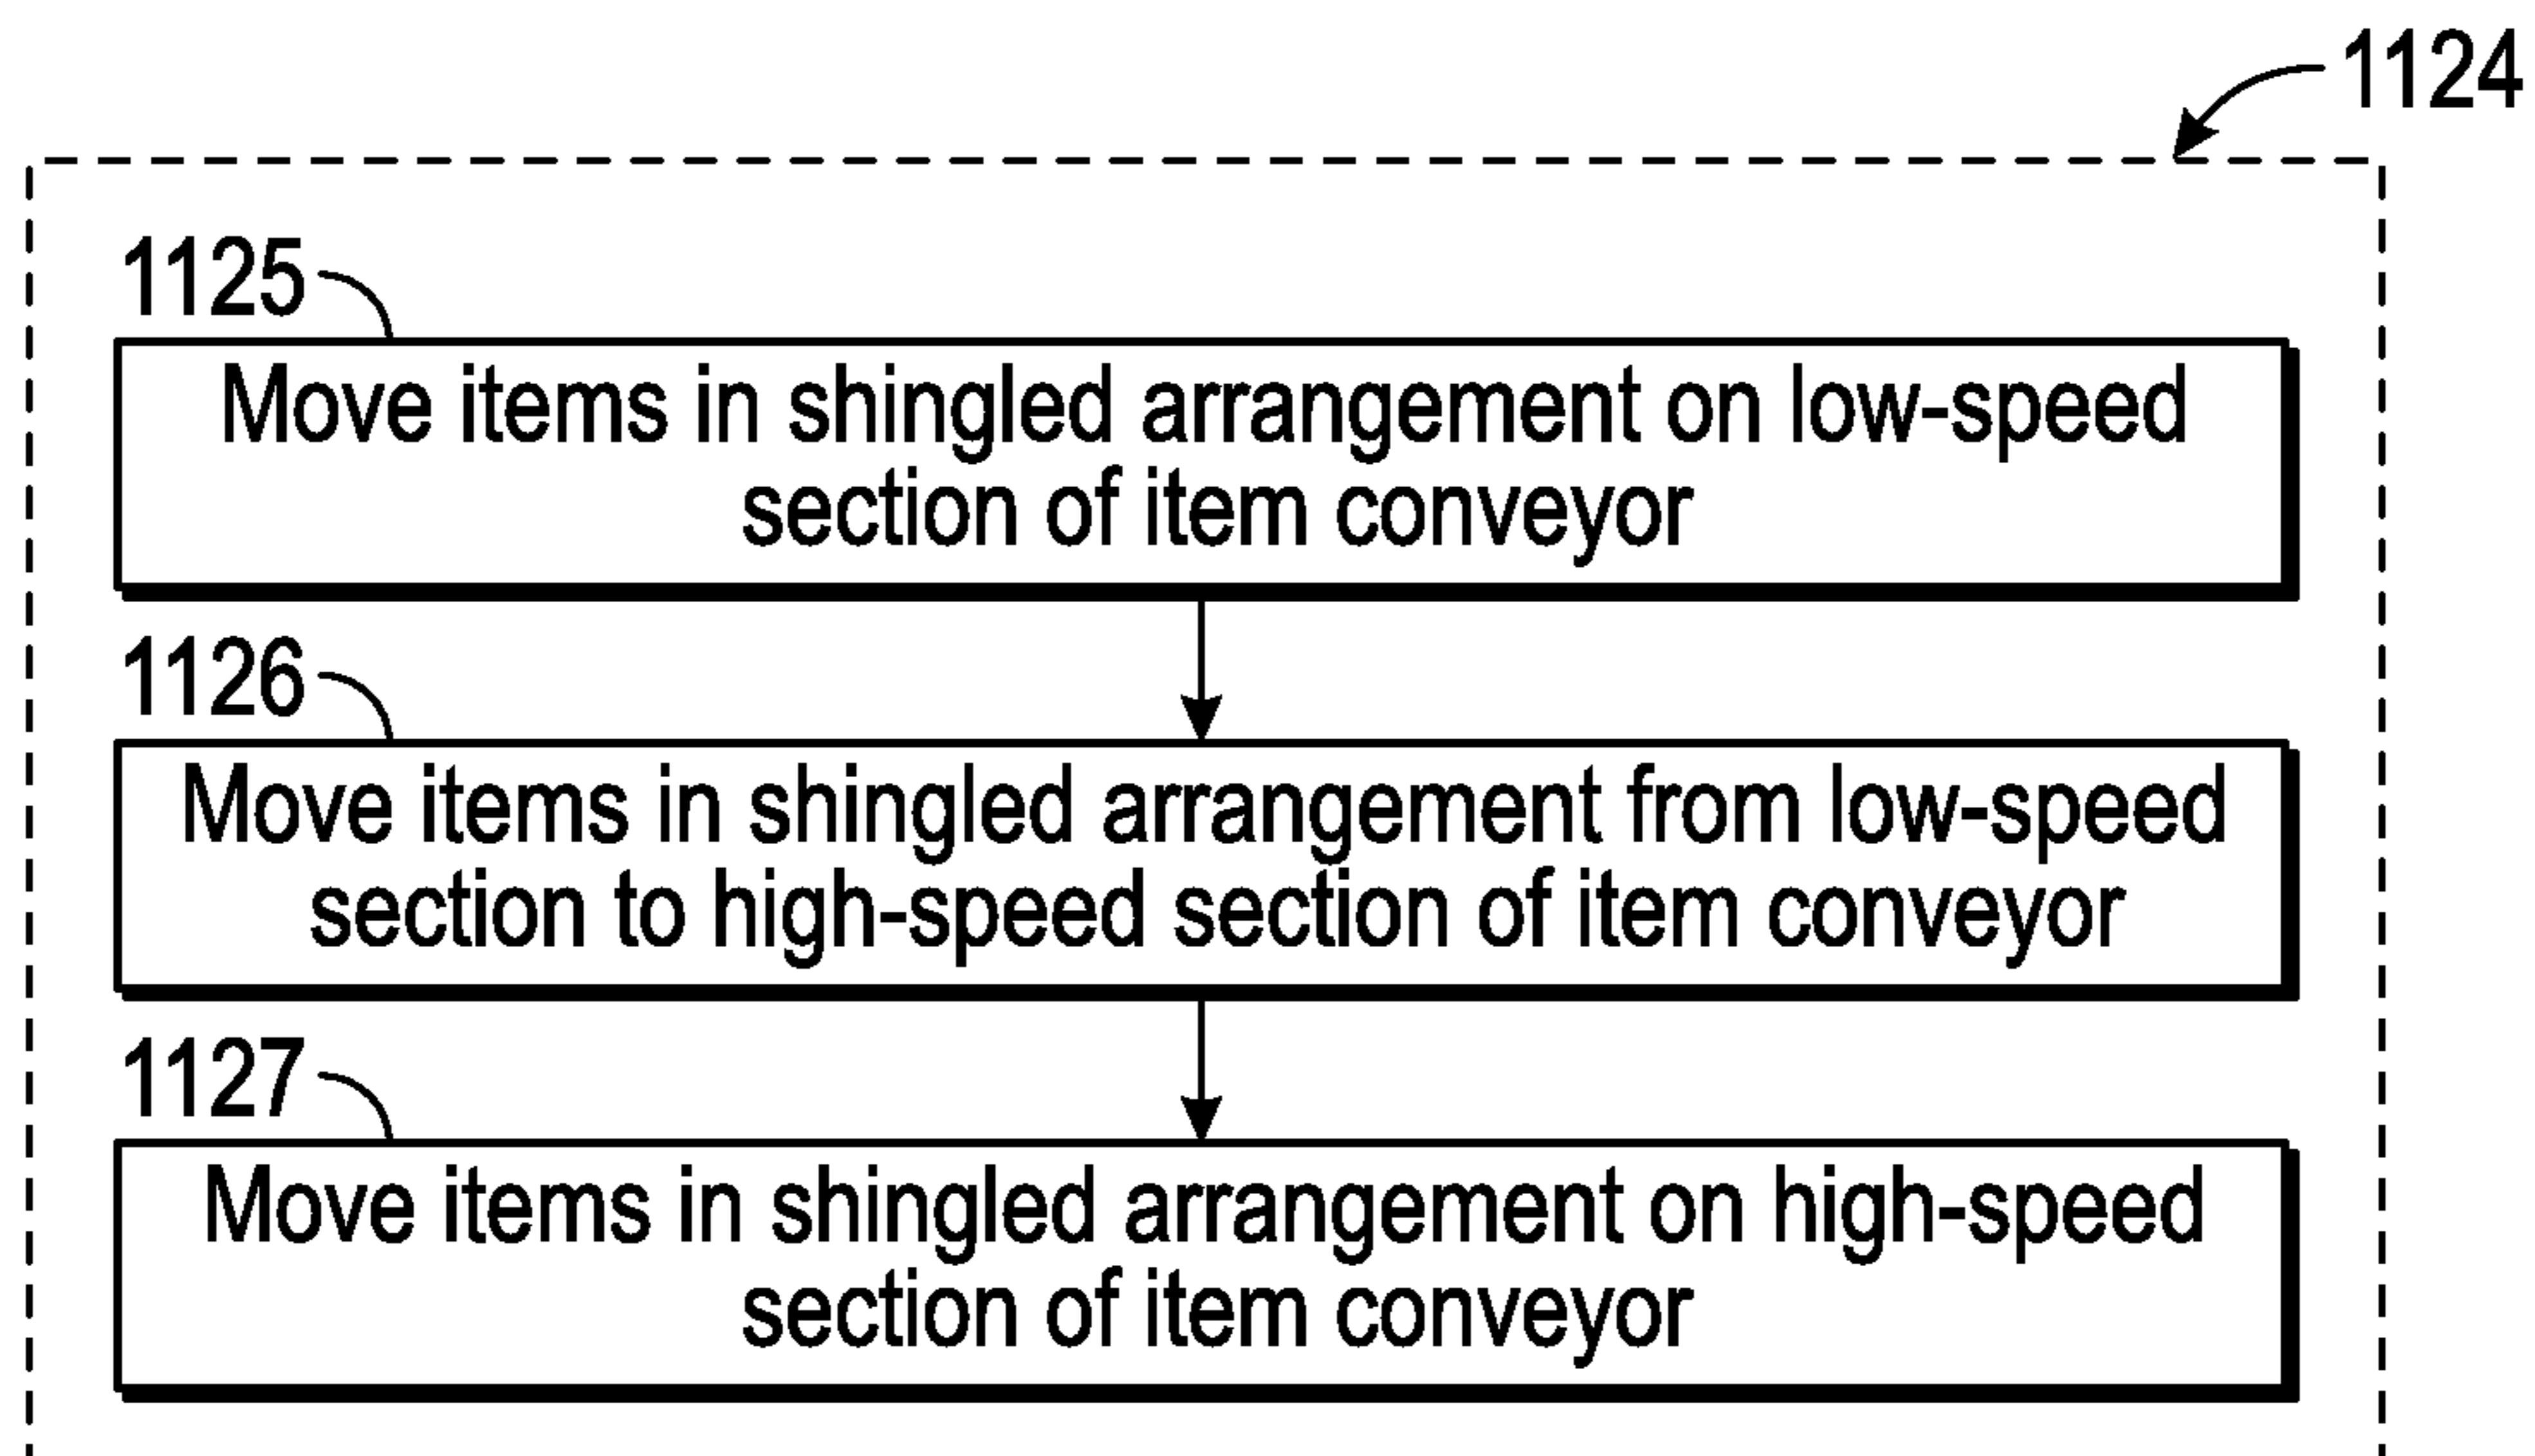 1124
1125
Move items in shingled arrangement on low-speed
section of item conveyor
1126
Move items in shingled arrangement from low-speed
section to high-speed section of item conveyor
1127
Move items in shingled arrangement on high-speed
section of item conveyor